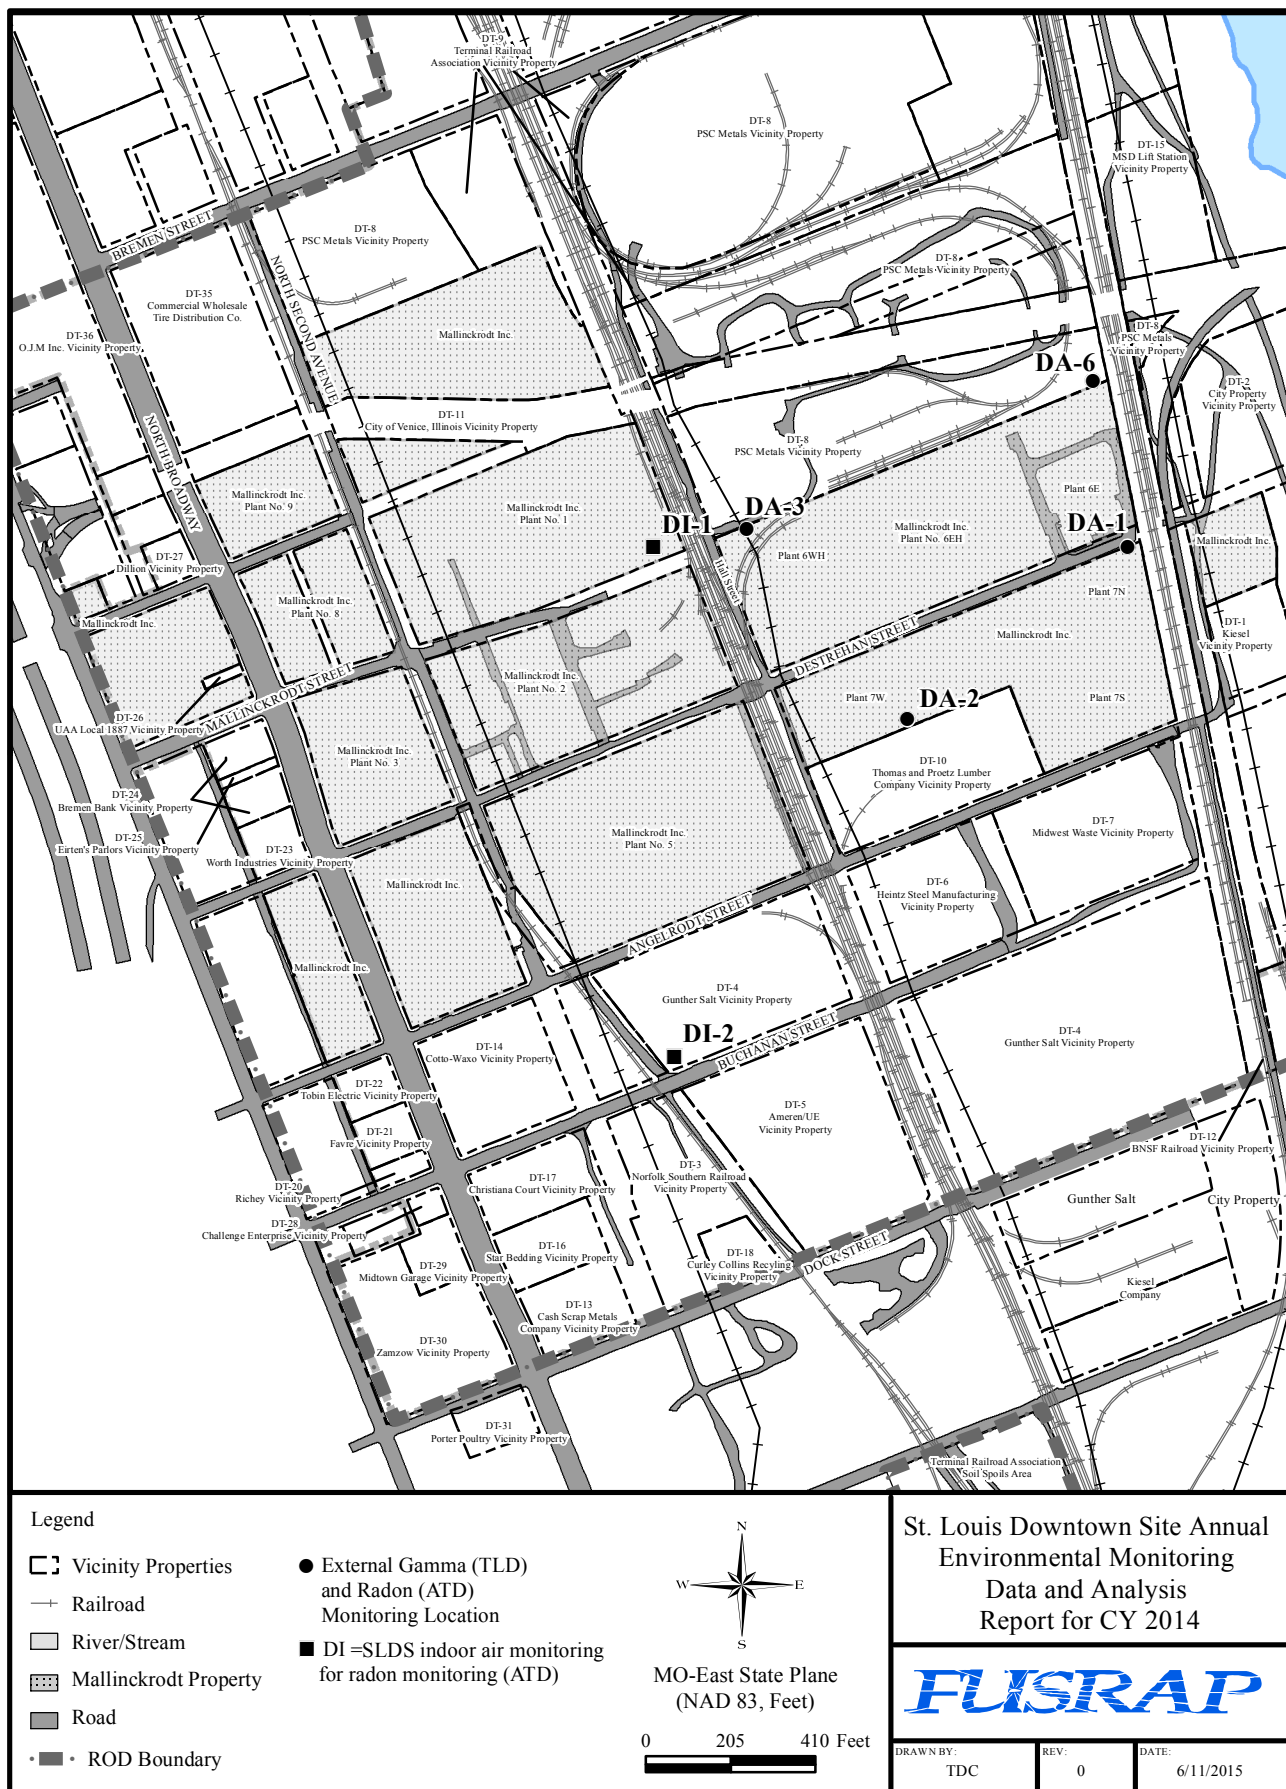 DT-9
Terminal Railroad
Association Vicinity Property
DT-8
PSC Metals Vicinity Property
DT-15
MSD Lift Station
Vicinity Property
BREMEN STREET
DT-8
PSC Metals Vicinity Property
DT-8
PSC Metals Vicinity Property
NORTH SECOND AVENUE
DT-35
Commercial Wholesale
Tire Distribution Co.
DT-36
O.J.M Inc. Vicinity Property
Mallinckrodt Inc.
DT-8
PSC Metals
Vicinity Property
DA-6
DT-2
City Property
Vicinity Property
DT-11
City of Venice, Illinois Vicinity Property
DT-8
PSC Metals Vicinity Property
NORTH BROADWAY
Mallinckrodt Inc.
Plant No. 9
Mallinckrodt Inc.
Plant No. 1
DI-1
DA-3
Mallinckrodt Inc.
Plant No. 6EH
Plant 6E
DA-1
Mallinckrodt Inc.
Plant 6WH
Hall Street
DT-27
Dillion Vicinity Property
Mallinckrodt Inc.
Plant No. 8
Mallinckrodt Inc.
Plant 7N
DESTREHAN STREET
Mallinckrodt Inc.
DT-1
Kiesel
Vicinity Property
Mallinckrodt Inc.
Plant No. 2
Plant 7W
DA-2
Plant 7S
MALLINCKRODT STREET
DT-26
UAA Local 1887 Vicinity Property
Mallinckrodt Inc.
Plant No. 3
DT-10
Thomas and Proetz Lumber
Company Vicinity Property
DT-24
Bremen Bank Vicinity Property
DT-25
Eirten's Parlors Vicinity Property
DT-23
Worth Industries Vicinity Property
Mallinckrodt Inc.
Plant No. 5
DT-7
Midwest Waste Vicinity Property
Mallinckrodt Inc.
DT-6
Heintz Steel Manufacturing
Vicinity Property
ANGELRODT STREET
Mallinckrodt Inc.
DT-4
Gunther Salt Vicinity Property
DI-2
BUCHANAN STREET
DT-4
Gunther Salt Vicinity Property
DT-14
Cotto-Waxo Vicinity Property
DT-22
Tobin Electric Vicinity Property
DT-5
Ameren/UE
Vicinity Property
DT-21
Favre Vicinity Property
DT-12
BNSF Railroad Vicinity Property
DT-20
Richey Vicinity Property
DT-17
Christiana Court Vicinity Property
DT-3
Norfolk Southern Railroad
Vicinity Property
Gunther Salt
City Property
DT-28
Challenge Enterprise Vicinity Property
DT-16
Star Bedding Vicinity Property
DT-18
Curley Collins Recyling
Vicinity Property
DOCK STREET
DT-29
Midtown Garage Vicinity Property
Kiesel
Company
DT-13
Cash Scrap Metals
Company Vicinity Property
DT-30
Zamzow Vicinity Property
DT-31
Porter Poultry Vicinity Property
Terminal Railroad Association
Soil Spoils Area
Legend
Vicinity Properties
Railroad
River/Stream
Mallinckrodt Property
Road
ROD Boundary
External Gamma (TLD)
and Radon (ATD)
Monitoring Location
DI =SLDS indoor air monitoring
for radon monitoring (ATD)
N
W E
S
MO-East State Plane
(NAD 83, Feet)
0 205 410 Feet
St. Louis Downtown Site Annual
Environmental Monitoring
Data and Analysis
Report for CY 2014
FUSRAP
DRAWN BY:
TDC
REV:
0
DATE:
6/11/2015